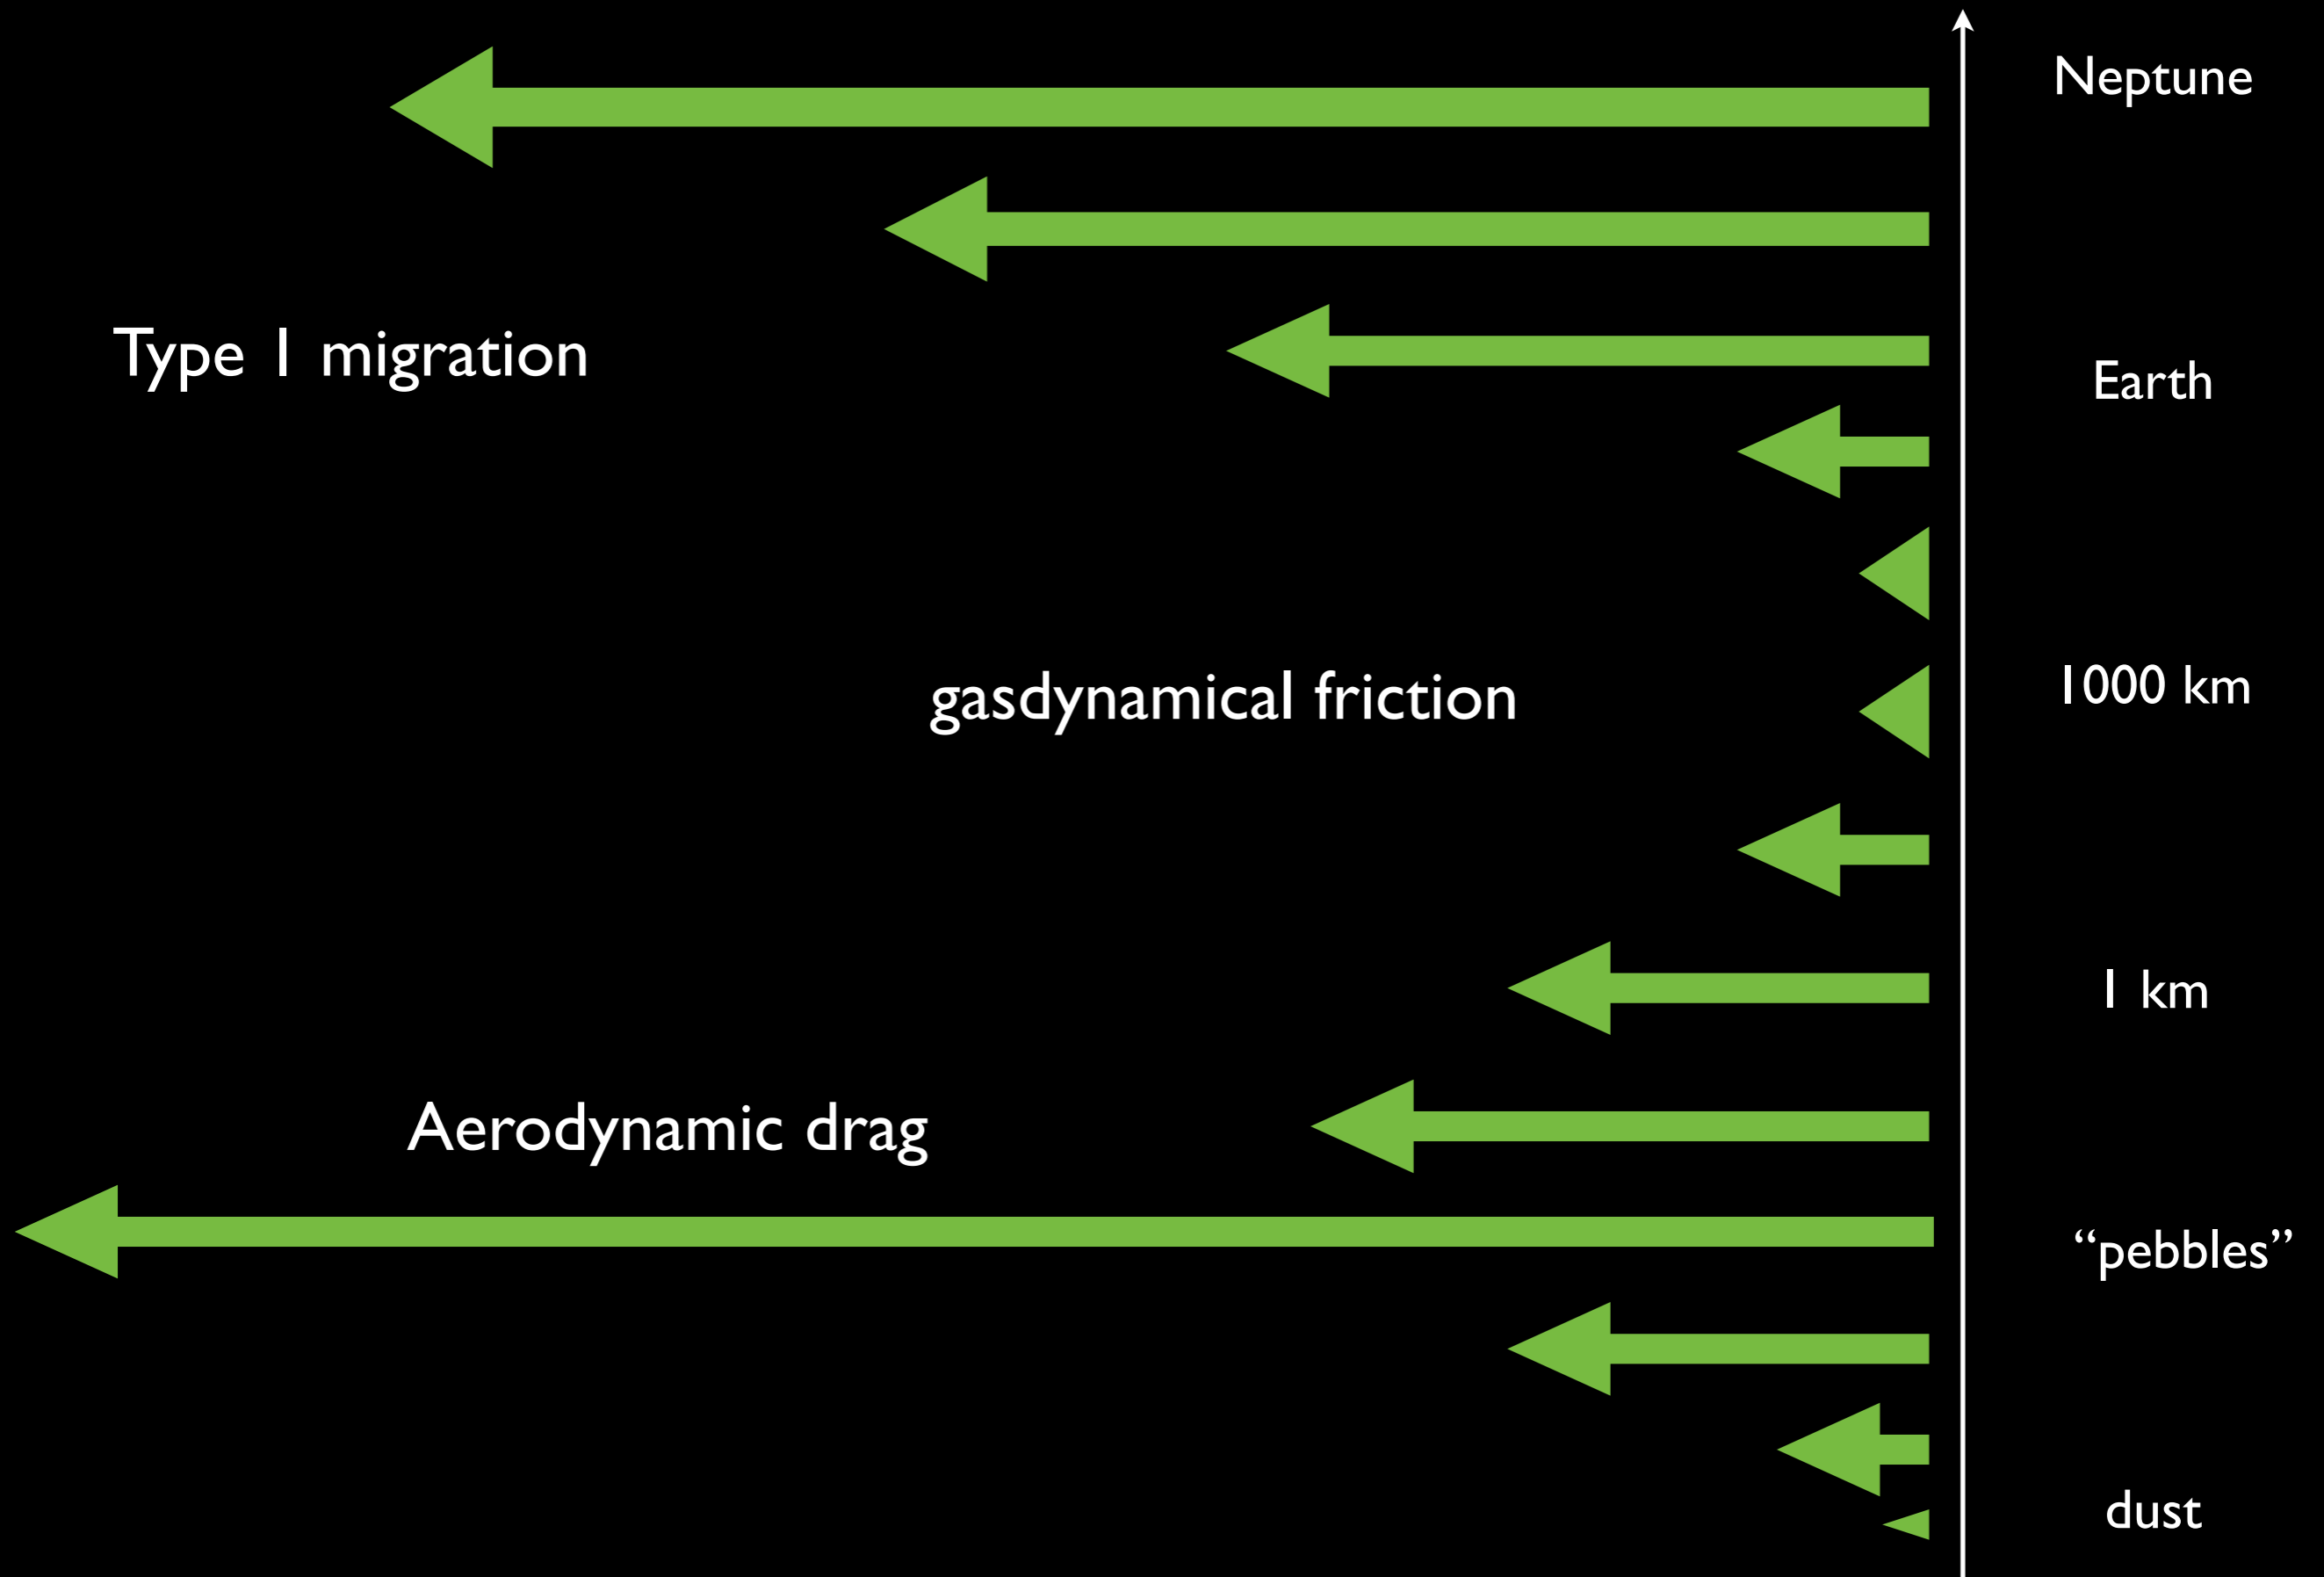 Neptune
Type 1 migration
Earth
gasdynamical friction
1000 km
1 km
Aerodynamic drag
“pebbles”
dust